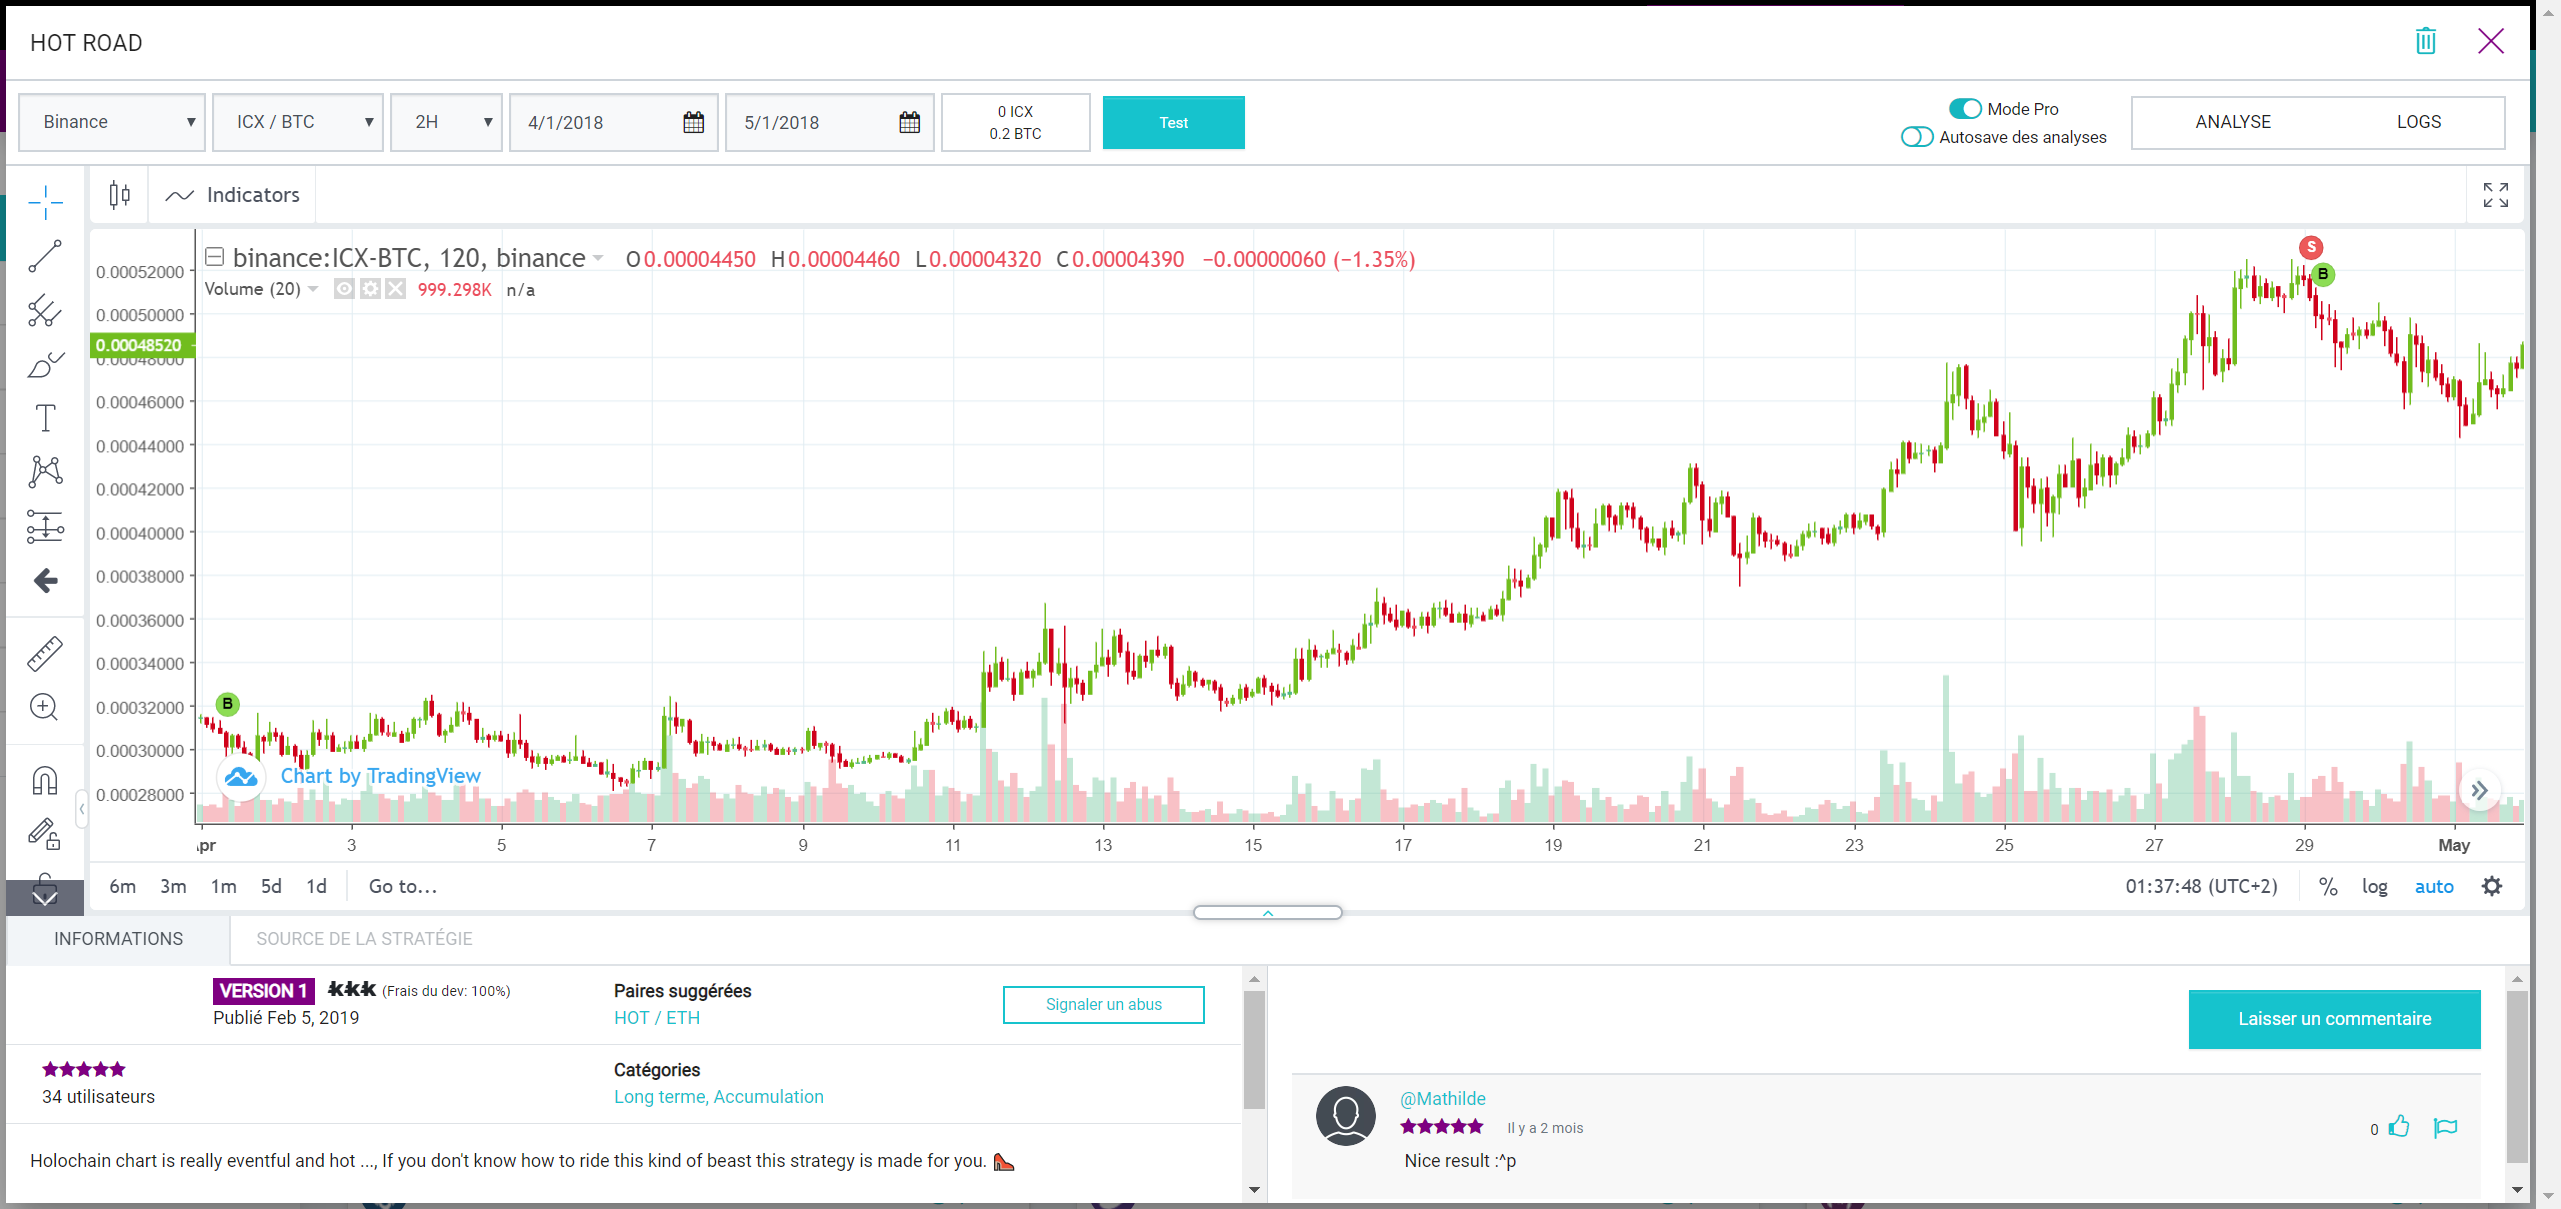 HOT ROAD
Binance
ICX / BTC
2H
4/1/2018
5/1/2018
0 ICX
0.2 BTC
Test
Mode Pro
Autosave des analyses
ANALYSE
LOGS
Indicators
binance:ICX-BTC, 120, binance
O0.00004450 H0.00004460 L0.00004320 C0.00004390 −0.00000060 (−1.35%)
Volume (20) 999.298K n/a
0.00052000
0.00050000
0.00048520
0.00048000
0.00046000
0.00044000
0.00042000
0.00040000
0.00038000
0.00036000
0.00034000
0.00032000
0.00030000
0.00028000
S
B
B
Chart by TradingView
Apr 3 5 7 9 11 13 15 17 19 21 23 25 27 29 May
6m 3m 1m 5d 1d Go to...
01:37:48 (UTC+2) % log auto
INFORMATIONS
SOURCE DE LA STRATÉGIE
VERSION 1 kkk (Frais du dev: 100%)
Publié Feb 5, 2019
Paires suggérées
HOT / ETH
Signaler un abus
34 utilisateurs
Catégories
Long terme, Accumulation
Holochain chart is really eventful and hot ..., If you don't know how to ride this kind of beast this strategy is made for you.
Laisser un commentaire
@Mathilde
Il y a 2 mois
0
Nice result :^p